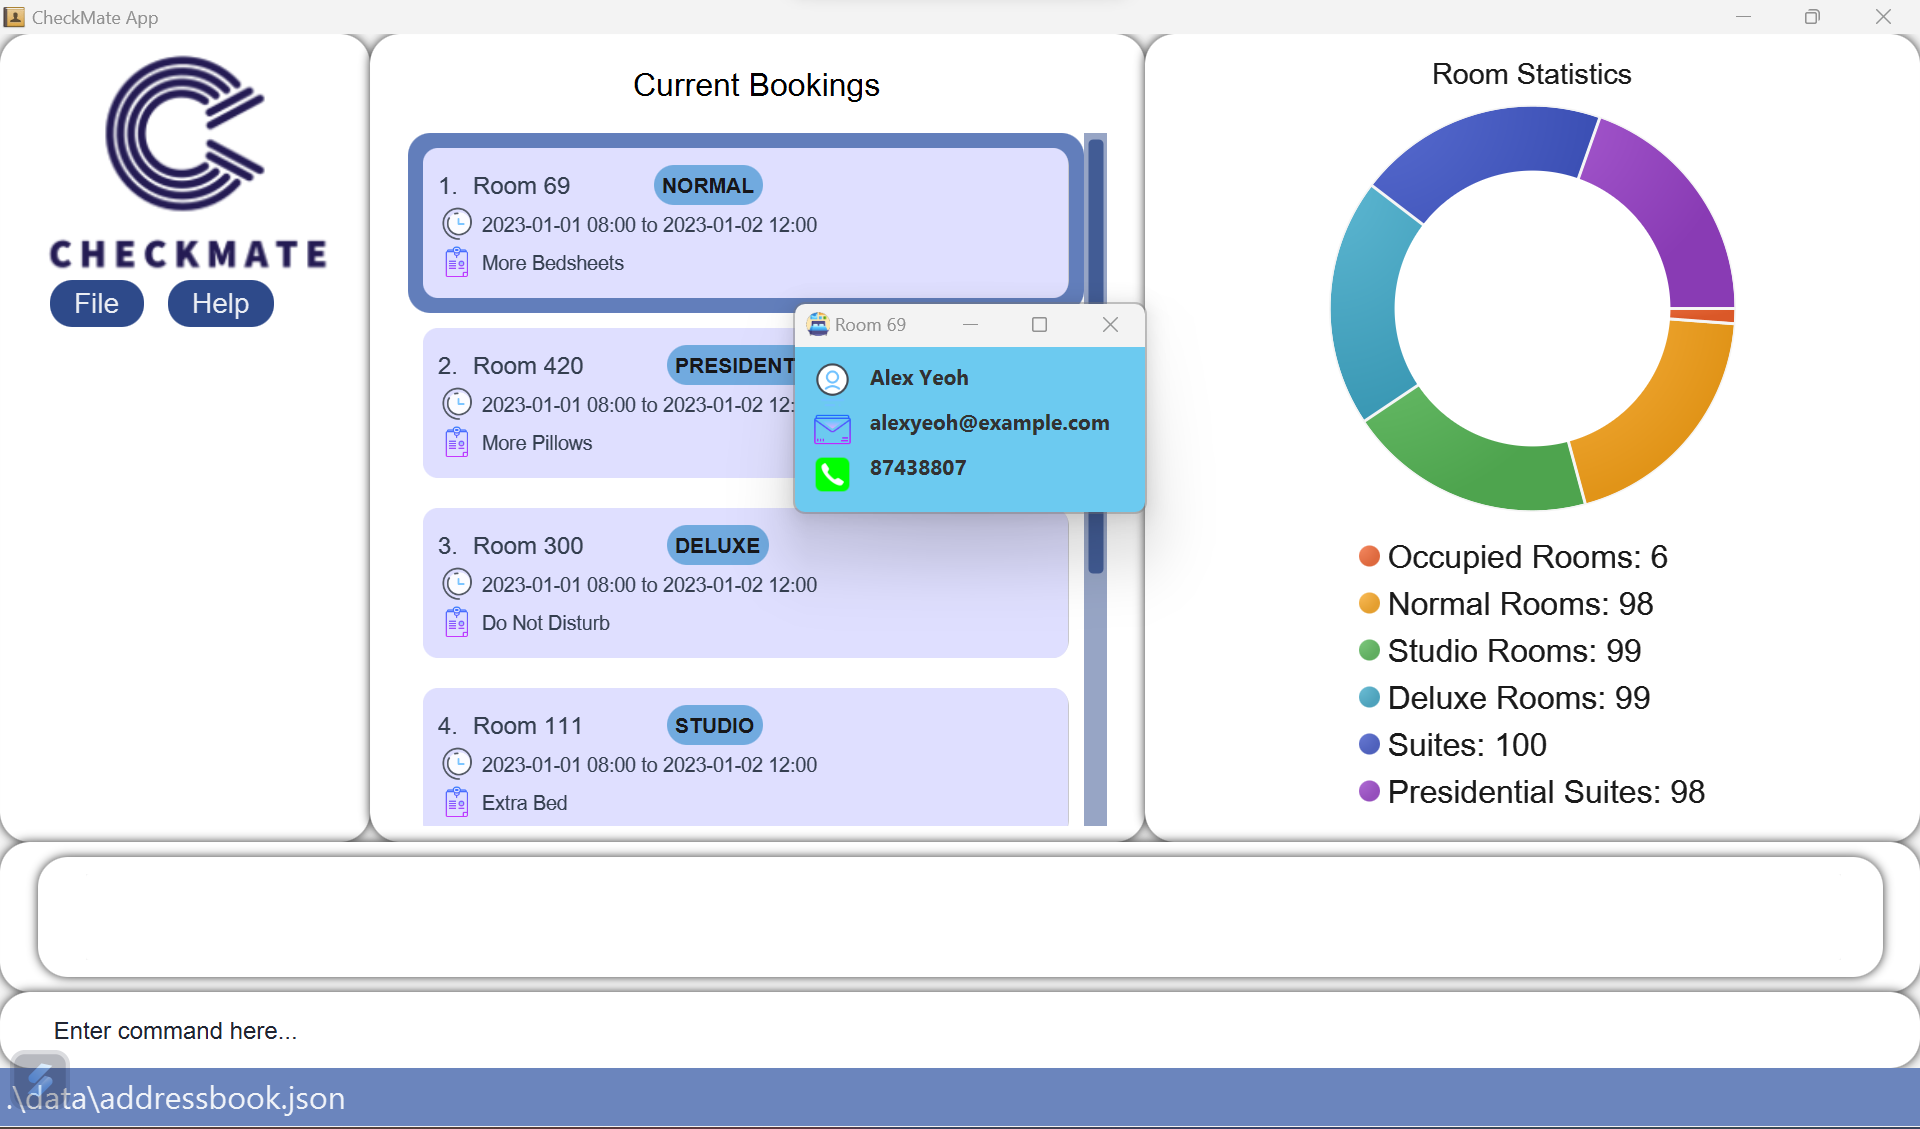 CheckMate App
CHECKMATE
File
Help
Current Bookings
1. Room 69 NORMAL
2023-01-01 08:00 to 2023-01-02 12:00
More Bedsheets
2. Room 420 PRESIDENT
2023-01-01 08:00 to 2023-01-02 12:
More Pillows
3. Room 300 DELUXE
2023-01-01 08:00 to 2023-01-02 12:00
Do Not Disturb
4. Room 111 STUDIO
2023-01-01 08:00 to 2023-01-02 12:00
Extra Bed
Room 69
Alex Yeoh
alexyeoh@example.com
87438807
Room Statistics
Occupied Rooms: 6
Normal Rooms: 98
Studio Rooms: 99
Deluxe Rooms: 99
Suites: 100
Presidential Suites: 98
Enter command here...
.\data\addressbook.json